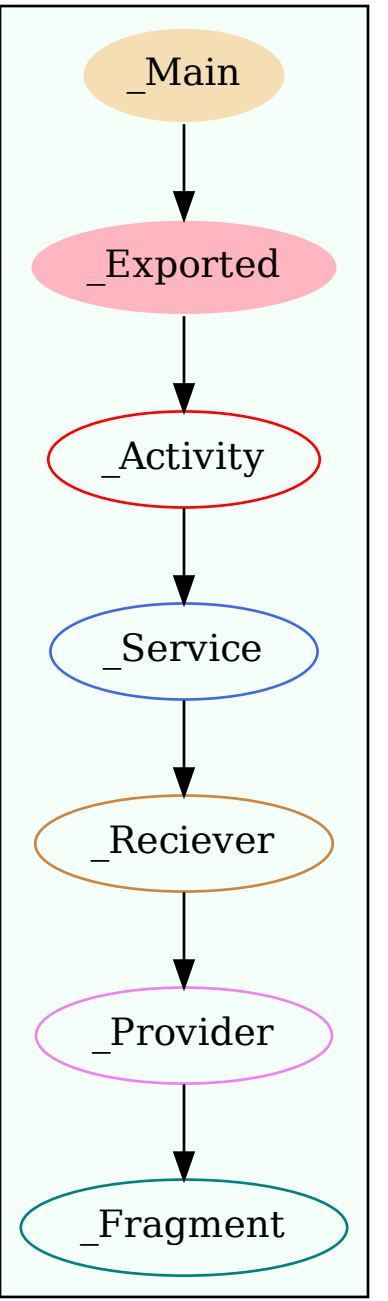 _Main
_Exported
_Activity
_Service
_Reciever
_Provider
_Fragment